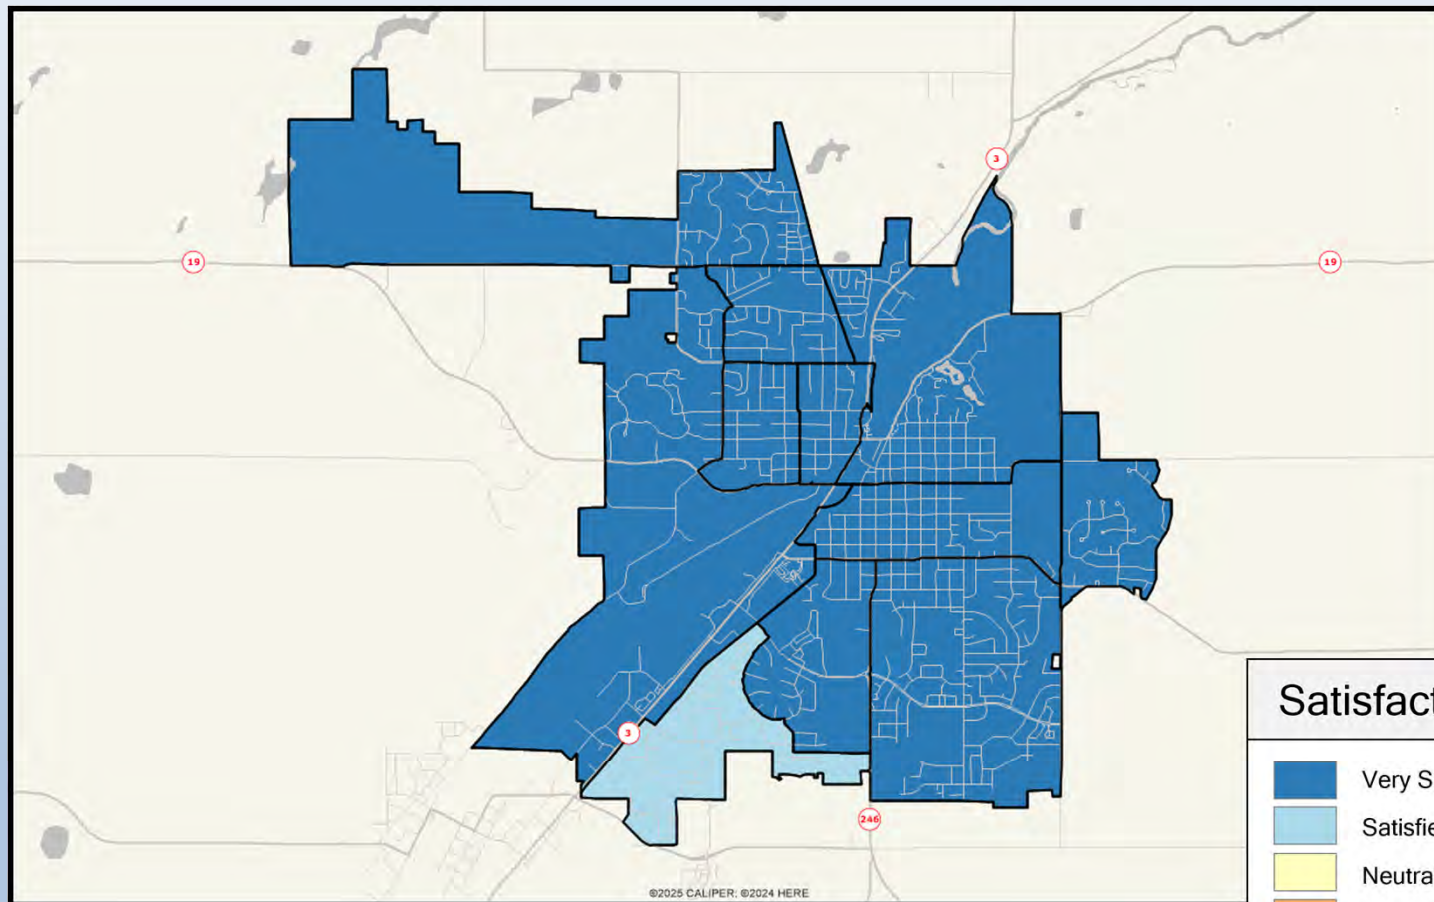 3
19
19
3
246
Satisfact
Very S
Satisfie
Neutra
©2025 CALIPER; ©2024 HERE